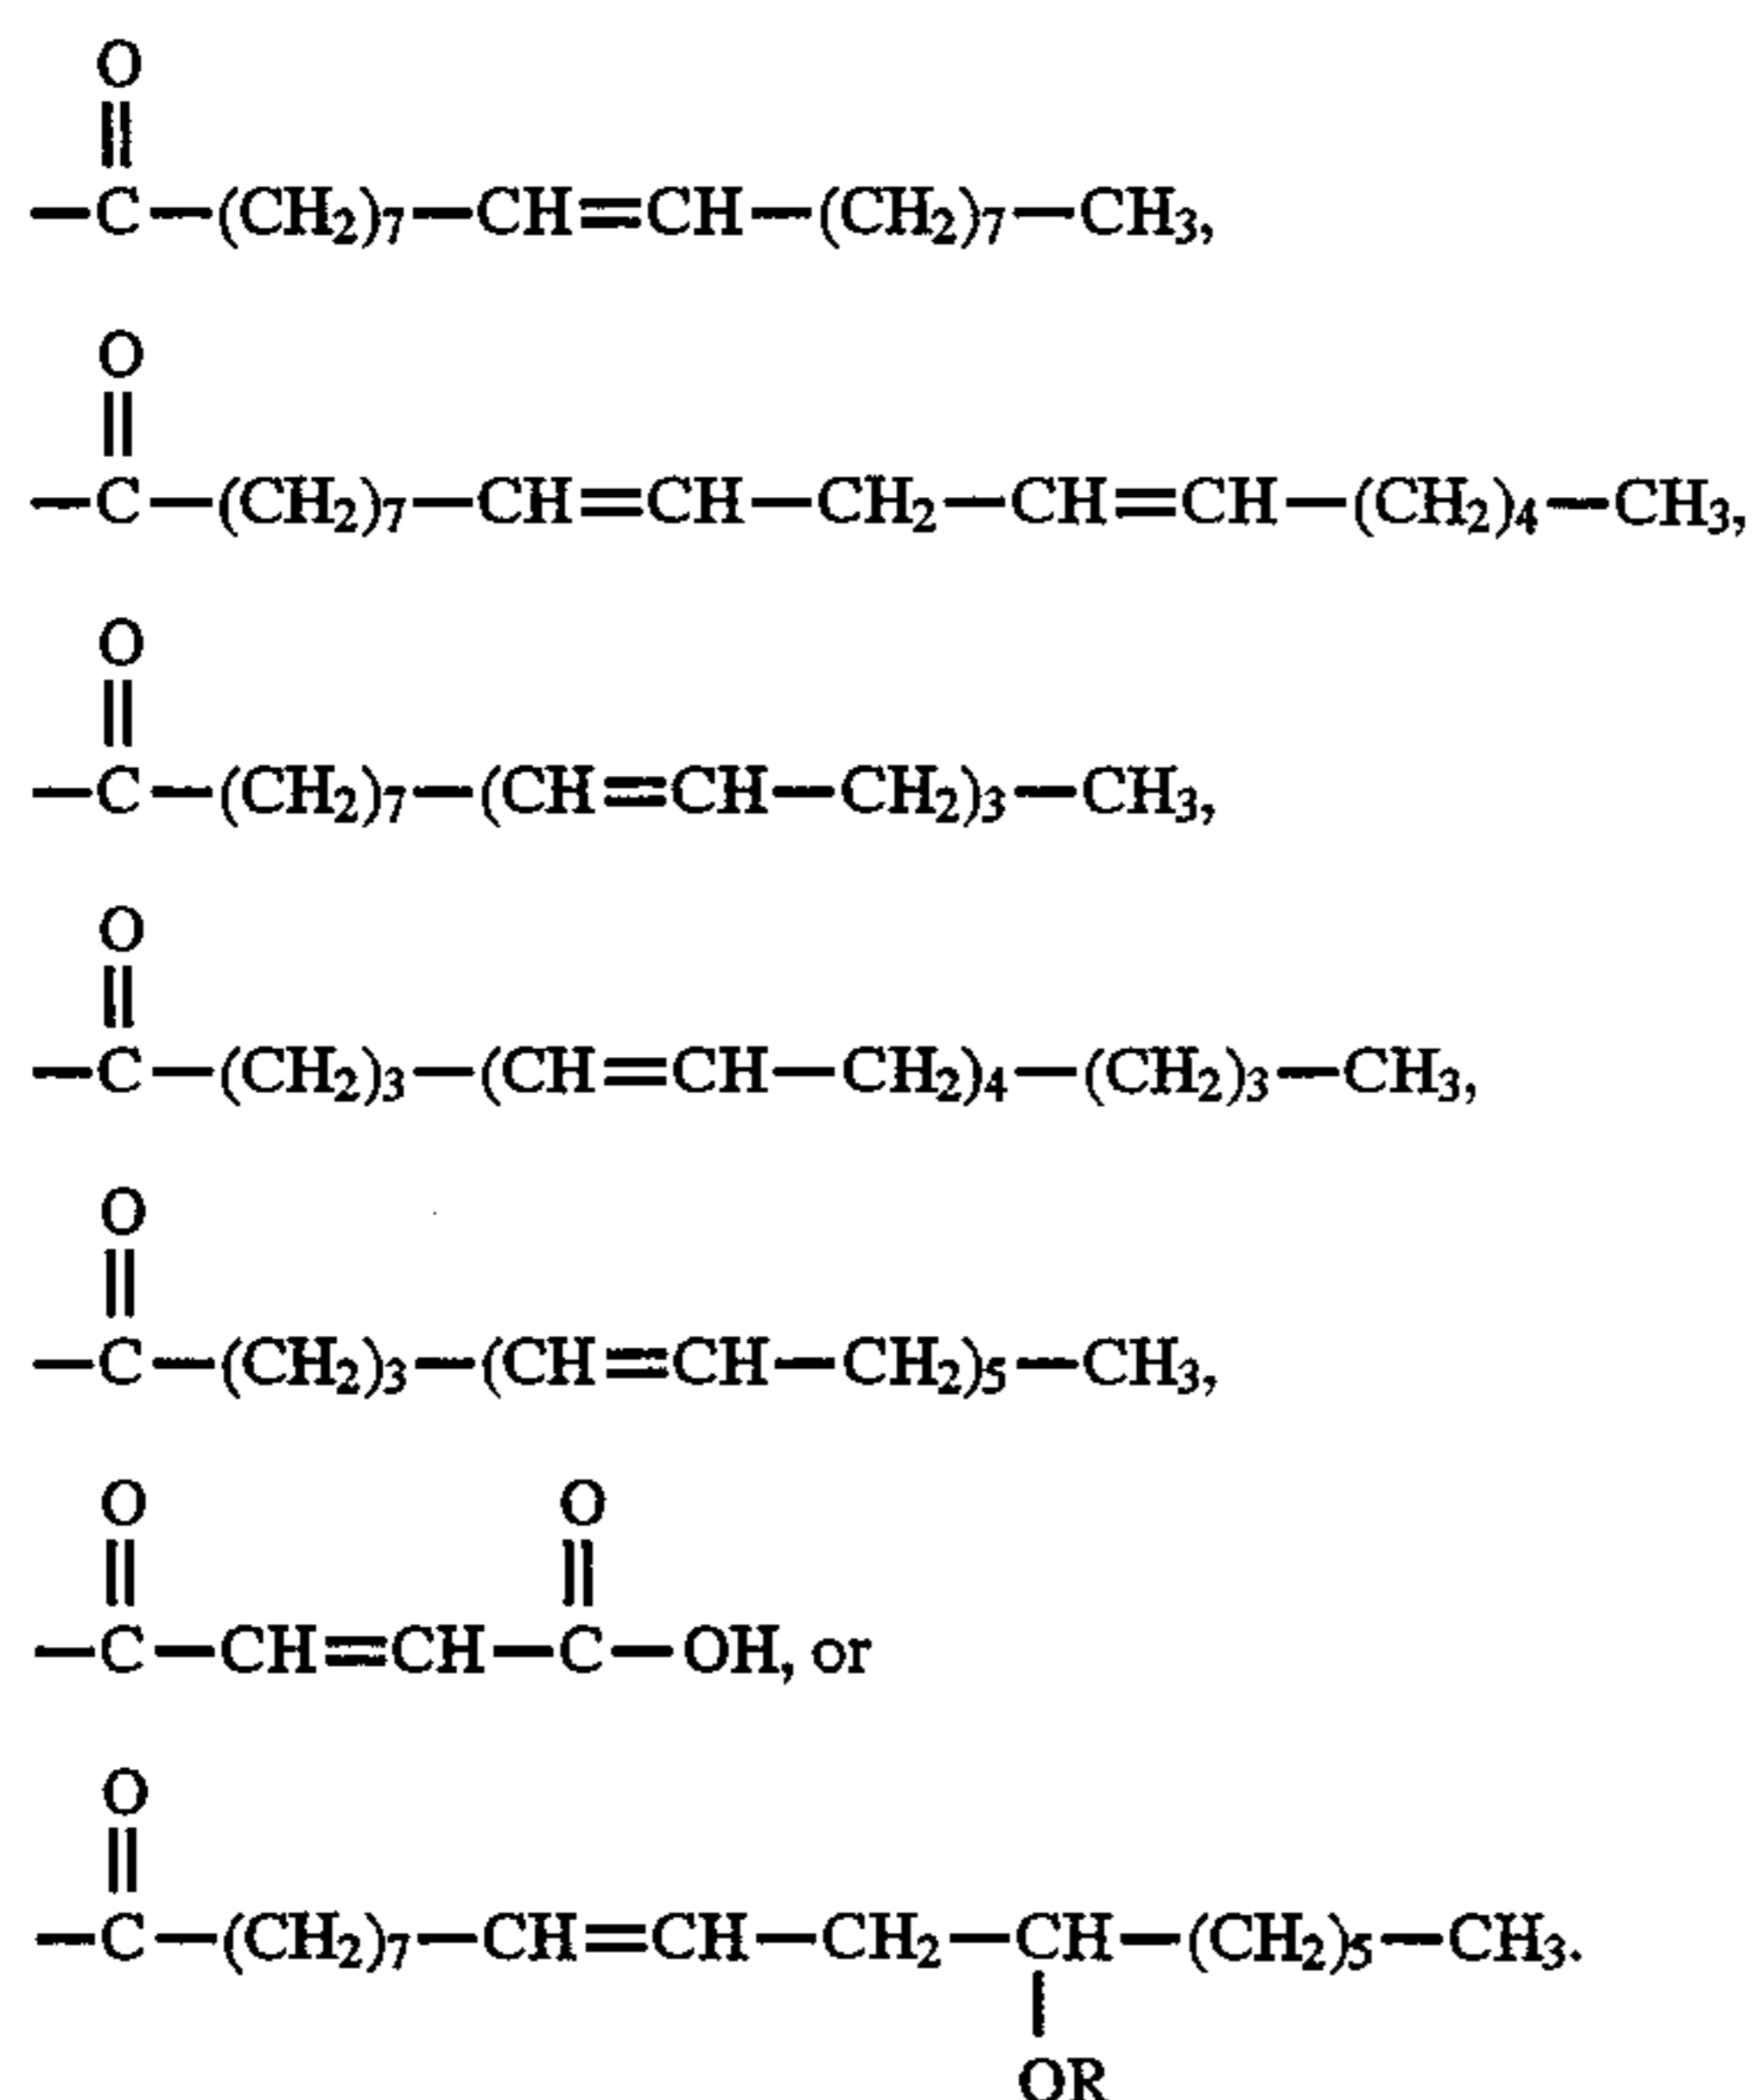 O
—C—(CH₂)₇—CH=CH—(CH₂)₇—CH₃,
O
—C—(CH₂)₇—CH=CH—CH₂—CH=CH—(CH₂)₄—CH₃,
O
—C—(CH₂)₇—(CH=CH—CH₂)₃—CH₃,
O
—C—(CH₂)₃—(CH=CH—CH₂)₄—(CH₂)₃—CH₃,
O
—C—(CH₂)₃—(CH=CH—CH₂)₅—CH₃,
O O
—C—CH=CH—C—OH, or
O
—C—(CH₂)₇—CH=CH—CH₂—CH—(CH₂)₅—CH₃.
OR